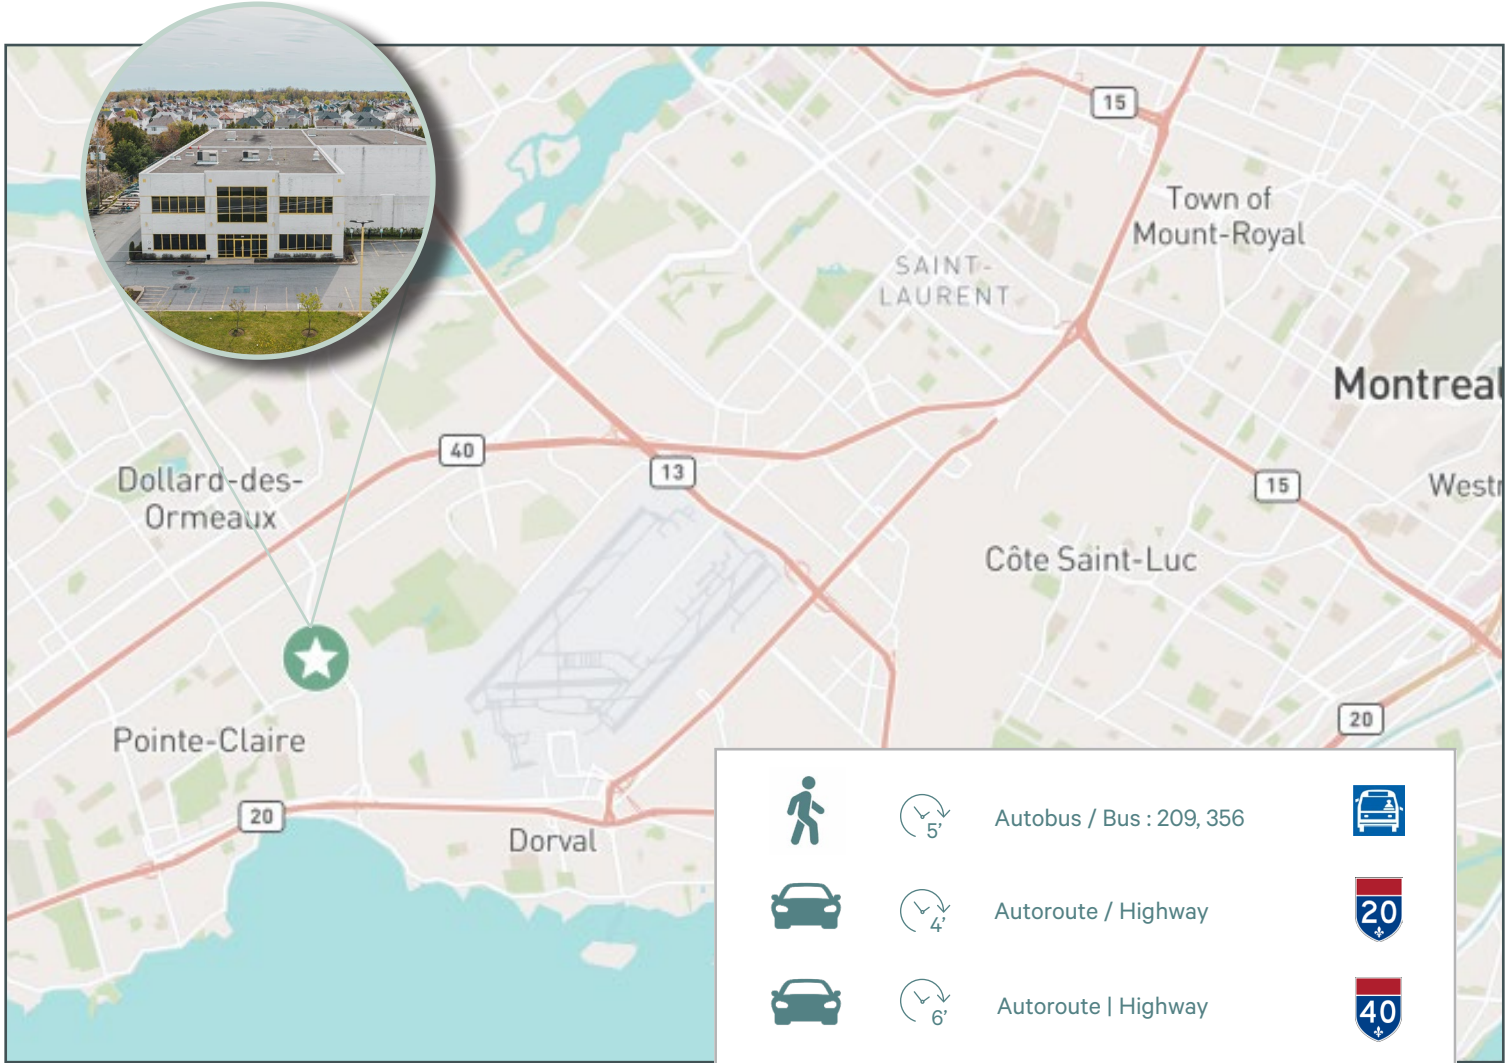 15
Town of
Mount-Royal
SAINT-
LAURENT
Montreal
40
13
Dollard-des-
Ormeaux
15
Westr
Côte Saint-Luc
20
Pointe-Claire
20
Dorval
5’
Autobus / Bus : 209, 356
4’
Autoroute / Highway
20
6’
Autoroute | Highway
40